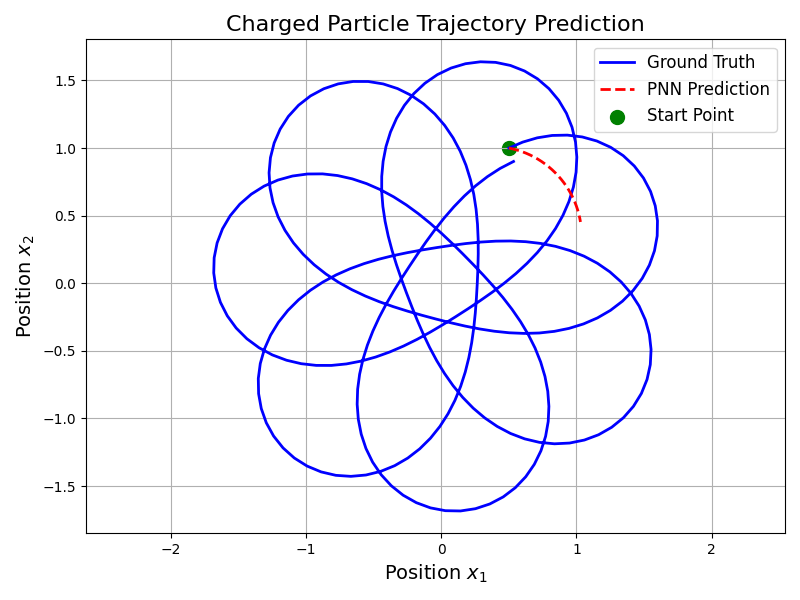 Charged Particle Trajectory Prediction
Ground Truth
PNN Prediction
Start Point
1.5
1.0
0.5
0.0
−0.5
−1.0
−1.5
Position x₂
−2
−1
0
1
2
Position x₁